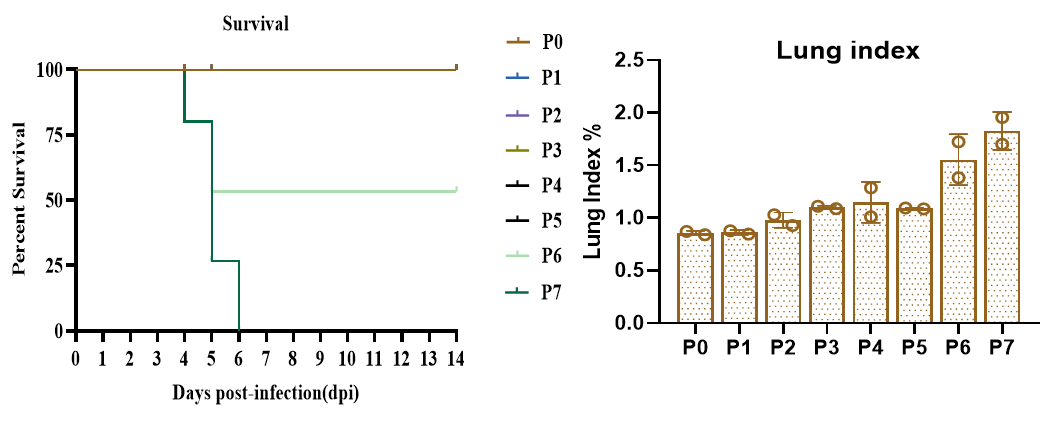 Survival
Percent Survival
100
75
50
25
0
0 1 2 3 4 5 6 7 8 9 10 11 12 13 14
Days post-infection(dpi)
P0
P1
P2
P3
P4
P5
P6
P7
Lung index
Lung Index %
2.5
2.0
1.5
1.0
0.5
0.0
P0 P1 P2 P3 P4 P5 P6 P7